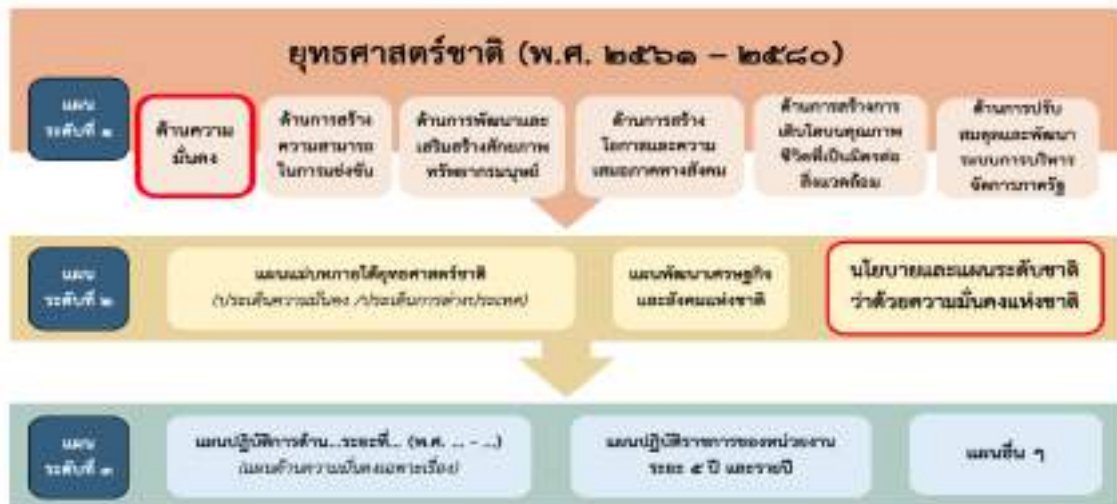 ยุทธศาสตร์ชาติ (พ.ศ. ๒๕๖๑ – ๒๕๘๐)
แผน
ระดับที่ ๑
ด้านความ
มั่นคง
ด้านการสร้าง
ความสามารถ
ในการแข่งขัน
ด้านการพัฒนาและ
เสริมสร้างศักยภาพ
ทรัพยากรมนุษย์
ด้านการสร้าง
โอกาสและความ
เสมอภาคทางสังคม
ด้านการสร้างการ
เติบโตบนคุณภาพ
ชีวิตที่เป็นมิตรต่อ
สิ่งแวดล้อม
ด้านการปรับ
สมดุลและพัฒนา
ระบบการบริหาร
จัดการภาครัฐ
แผน
ระดับที่ ๒
แผนแม่บทภายใต้ยุทธศาสตร์ชาติ
(ประเด็นความมั่นคง /ประเด็นการต่างประเทศ)
แผนพัฒนาเศรษฐกิจ
และสังคมแห่งชาติ
นโยบายและแผนระดับชาติ
ว่าด้วยความมั่นคงแห่งชาติ
แผน
ระดับที่ ๓
แผนปฏิบัติการด้าน...ระยะที่... (พ.ศ. ... - ...)
(แผนด้านความมั่นคงเฉพาะเรื่อง)
แผนปฏิบัติราชการของหน่วยงาน
ระยะ ๕ ปี และรายปี
แผนอื่น ๆ